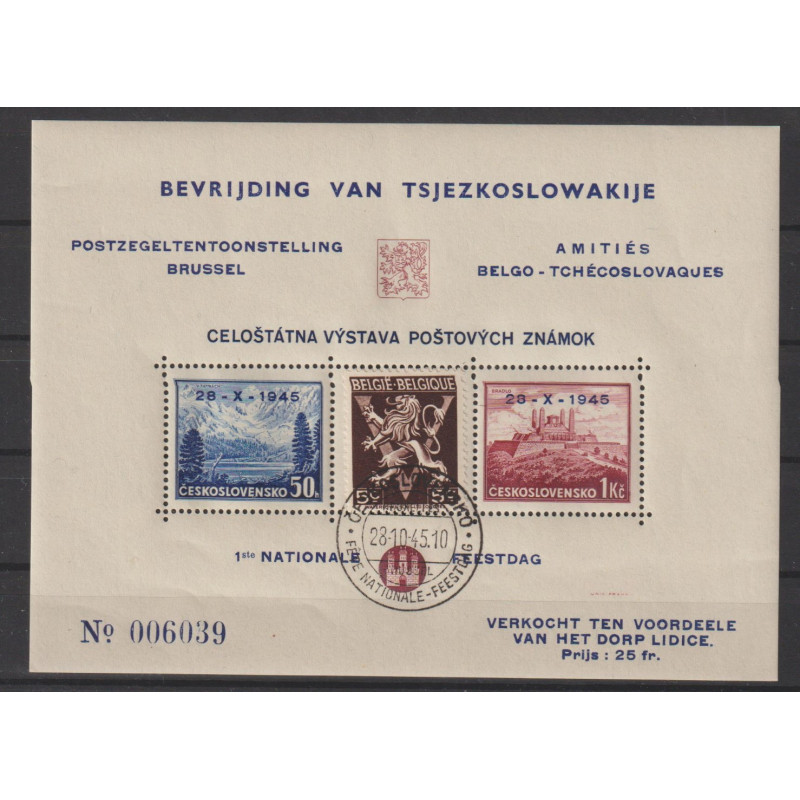 BEVRIJDING VAN TSJEZKOSLOWAKIJE
POSTZEGELTENTOONSTELLING
BRUSSEL
AMITIÉS
BELGO - TCHÉCOSLOVAQUES
CELOŠTÁTNA VÝSTAVA POŠTOVÝCH ZNÁMOK
28 - X - 1945
ČESKOSLOVENSKO 50 h
BELGIË-BELGIQUE
5c 5c
BRADLO
28 - X - 1945
ČESKOSLOVENSKO 1Kč
28-10-45.10
FÊTE NATIONALE-FEESTDAG
1ste NATIONALE FEESTDAG
No 006039
VERKOCHT TEN VOORDEELE
VAN HET DORP LIDICE.
Prijs : 25 fr.